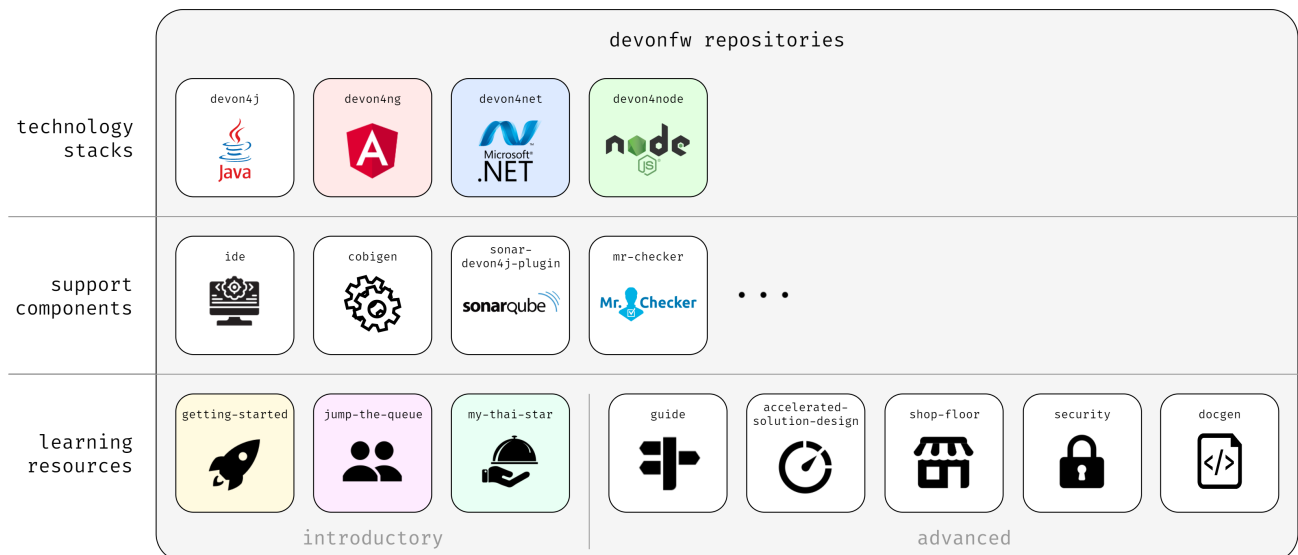 devonfw repositories
technology
stacks
devon4j
Java
devon4ng
A
devon4net
Microsoft®
.NET
devon4node
node
JS
support
components
ide
cobigen
sonar-
devon4j-plugin
sonarqube
mr-checker
Mr. Checker
...
learning
resources
getting-started
jump-the-queue
my-thai-star
guide
accelerated-
solution-design
shop-floor
security
docgen
</>
introductory
advanced